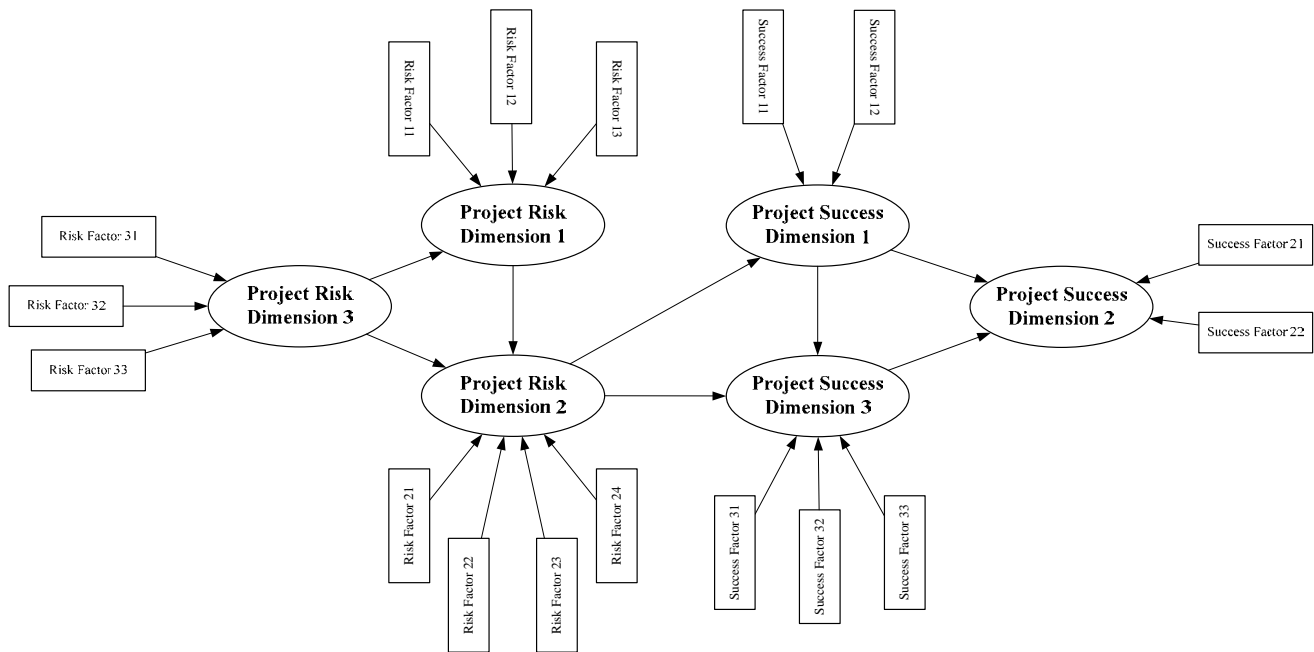 Risk Factor 11
Risk Factor 12
Risk Factor 13
Success Factor 11
Success Factor 12
Project Risk
Dimension 1
Project Success
Dimension 1
Risk Factor 31
Risk Factor 32
Risk Factor 33
Project Risk
Dimension 3
Project Success
Dimension 2
Success Factor 21
Success Factor 22
Project Risk
Dimension 2
Project Success
Dimension 3
Risk Factor 21
Risk Factor 22
Risk Factor 23
Risk Factor 24
Success Factor 31
Success Factor 32
Success Factor 33